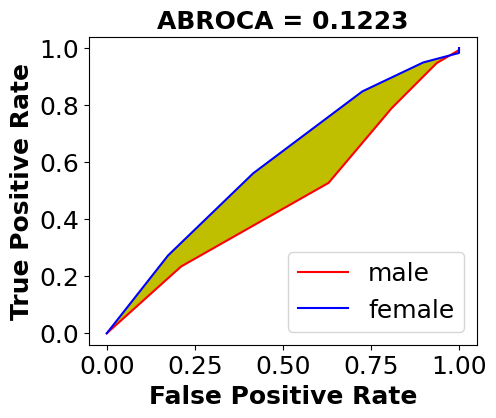 ABROCA = 0.1223
True Positive Rate
1.0
0.8
0.6
0.4
0.2
0.0
male
female
0.00 0.25 0.50 0.75 1.00
False Positive Rate